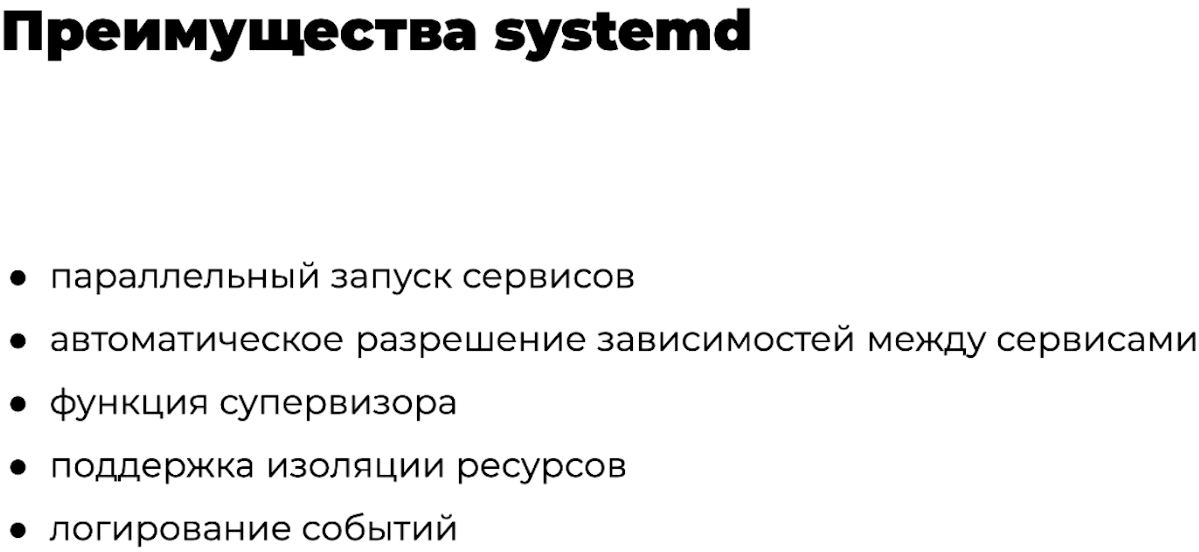 Преимущества systemd
● параллельный запуск сервисов
● автоматическое разрешение зависимостей между сервисами
● функция супервизора
● поддержка изоляции ресурсов
● логирование событий